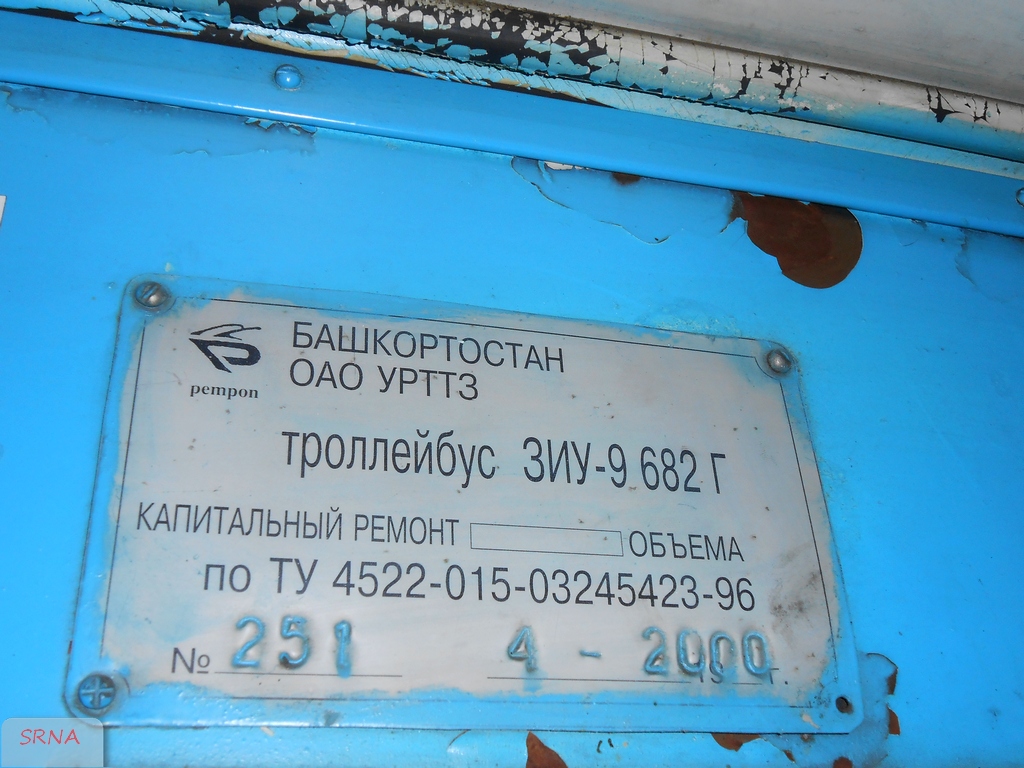 БАШКОРТОСТАН
ОАО УРТТЗ
ретроп
троллейбус ЗИУ-9 682 Г
КАПИТАЛЬНЫЙ РЕМОНТ ОБЪЕМА
по ТУ 4522-015-03245423-96
№ 251 4 - 2000 г.
SRNA